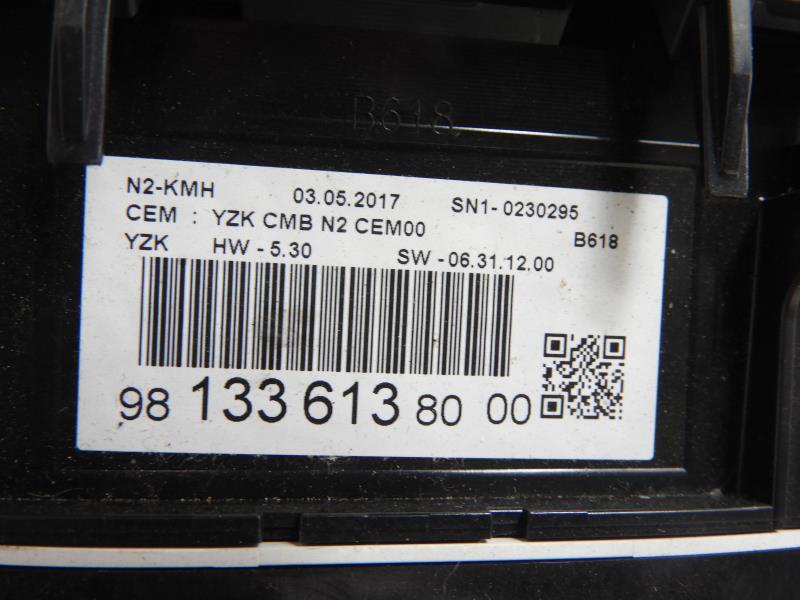 B618
N2-KMH 03.05.2017 SN1- 0230295
CEM : YZK CMB N2 CEM00 B618
YZK HW - 5.30 SW - 06.31.12.00
98 133 613 80 00